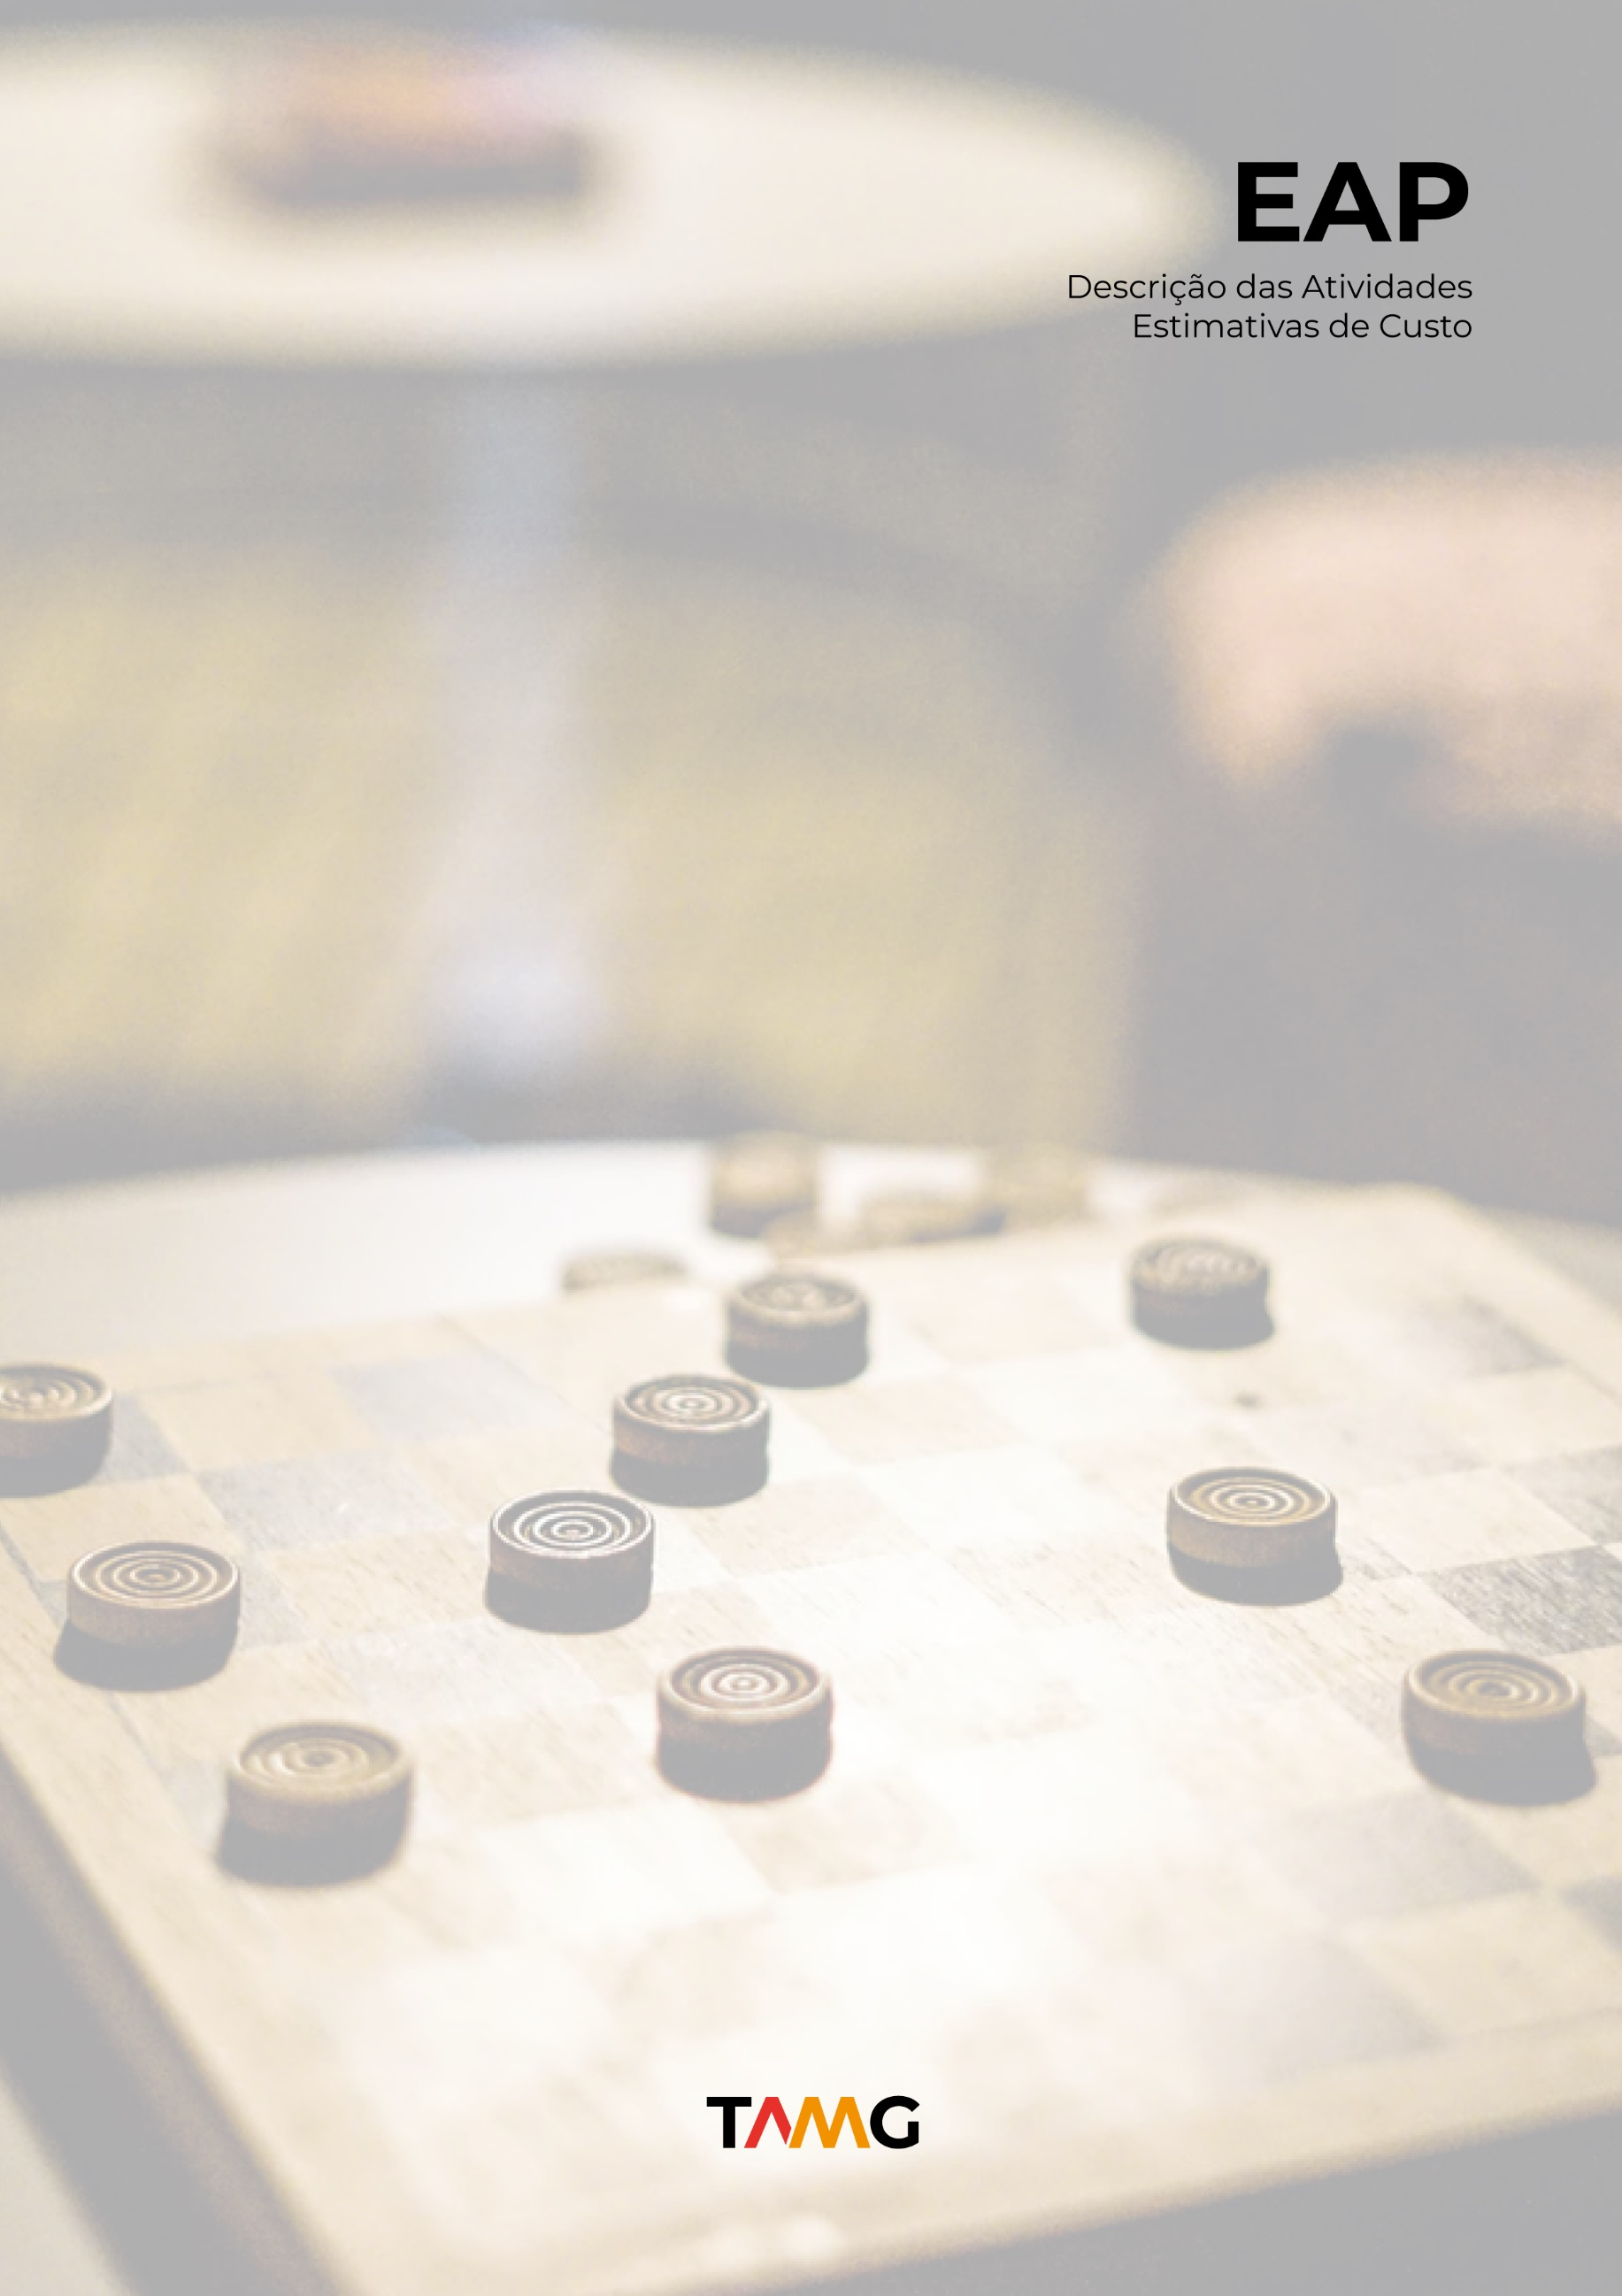 EAP
Descrição das Atividades
Estimativas de Custo
TAMG